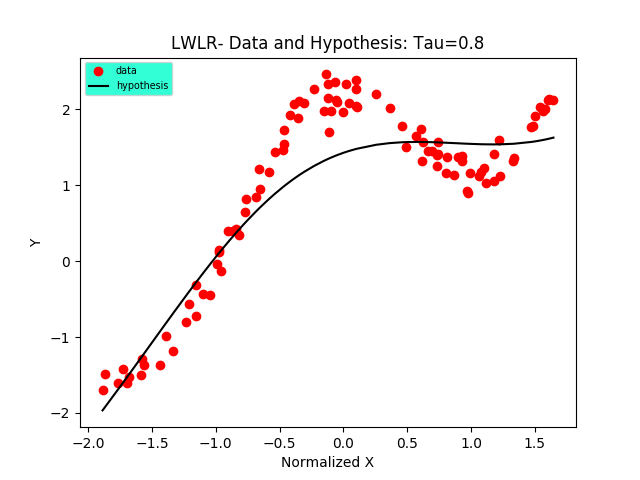 LWLR- Data and Hypothesis: Tau=0.8
data
hypothesis
2
1
0
−1
−2
Y
−2.0 −1.5 −1.0 −0.5 0.0 0.5 1.0 1.5
Normalized X